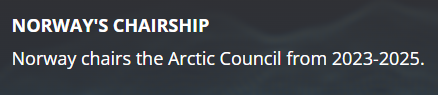 NORWAY'S CHAIRSHIP
Norway chairs the Arctic Council from 2023-2025.